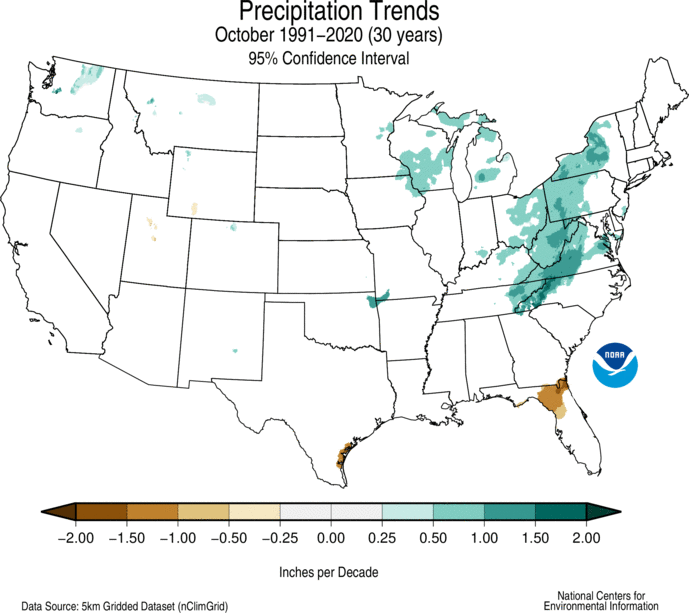 Precipitation Trends
October 1991–2020 (30 years)
95% Confidence Interval
NOAA
−2.00 −1.50 −1.00 −0.50 −0.25 0.00 0.25 0.50 1.00 1.50 2.00
Inches per Decade
Data Source: 5km Gridded Dataset (nClimGrid)
National Centers for
Environmental Information